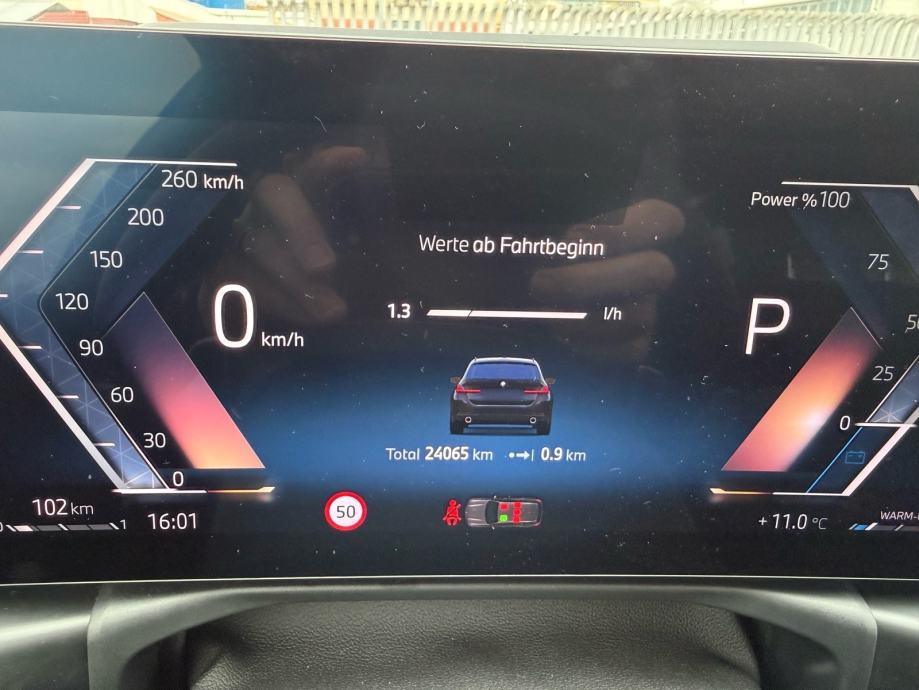 260 km/h
200
150
120
90
60
30
0
0 km/h
102 km
1
16:01
Werte ab Fahrtbeginn
1.3 l/h
Total 24065 km 0.9 km
50
Power %100
75
25
0
P
+ 11.0 °C